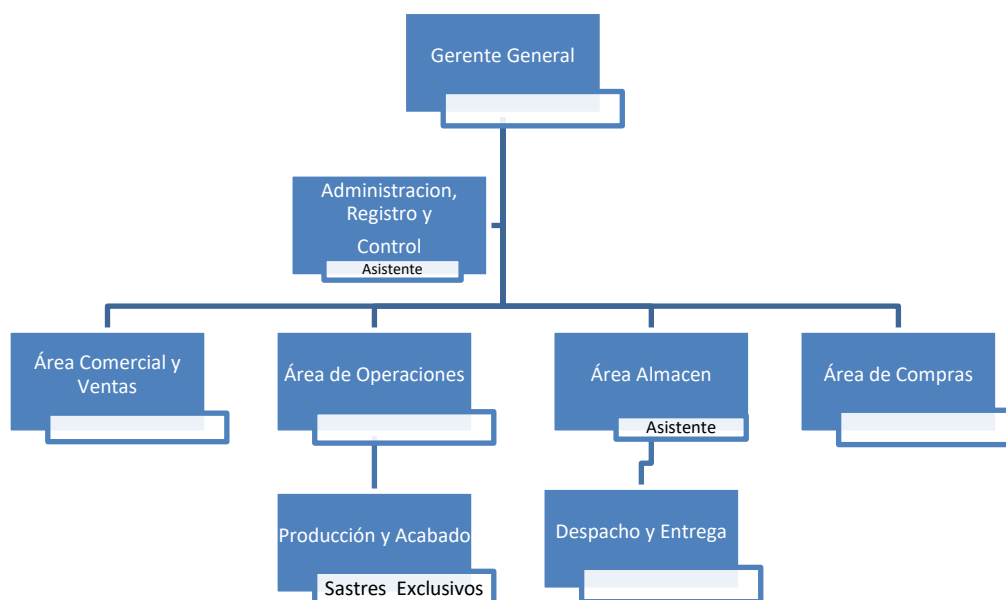 Gerente General
Administracion,
Registro y
Control
Asistente
Área Comercial y
Ventas
Área de Operaciones
Área Almacen
Asistente
Área de Compras
Producción y Acabado
Sastres Exclusivos
Despacho y Entrega